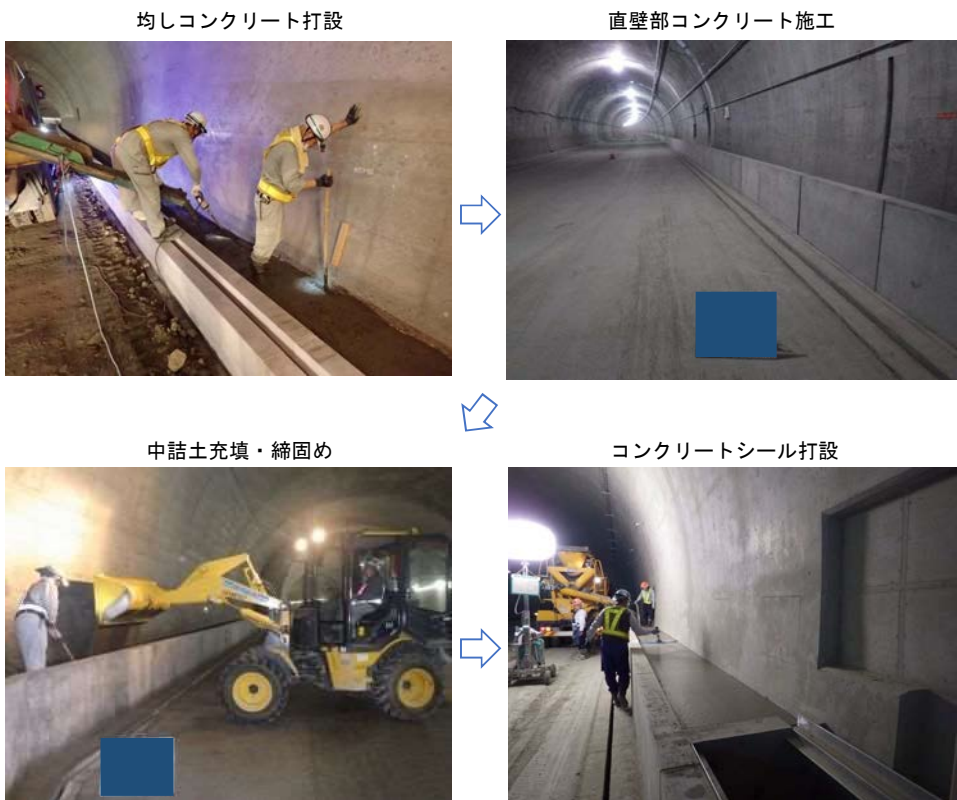 均しコンクリート打設
直壁部コンクリート施工
中詰土充填・締固め
コンクリートシール打設